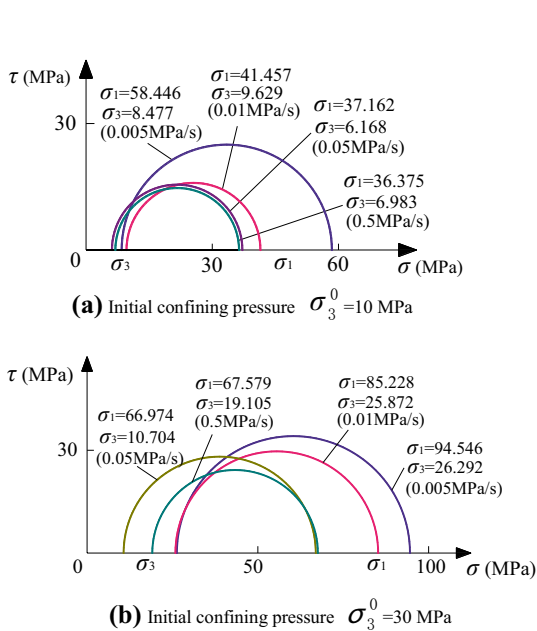 τ (MPa)
σ1=58.446
σ3=8.477
(0.005MPa/s)
σ1=41.457
σ3=9.629
(0.01MPa/s)
σ1=37.162
σ3=6.168
(0.05MPa/s)
σ1=36.375
σ3=6.983
(0.5MPa/s)
30
0 σ3 30 σ1 60 σ (MPa)
(a) Initial confining pressure σ₃⁰ =10 MPa
τ (MPa)
σ1=66.974
σ3=10.704
(0.05MPa/s)
σ1=67.579
σ3=19.105
(0.5MPa/s)
σ1=85.228
σ3=25.872
(0.01MPa/s)
σ1=94.546
σ3=26.292
(0.005MPa/s)
30
0 σ3 50 σ1 100 σ (MPa)
(b) Initial confining pressure σ₃⁰ =30 MPa